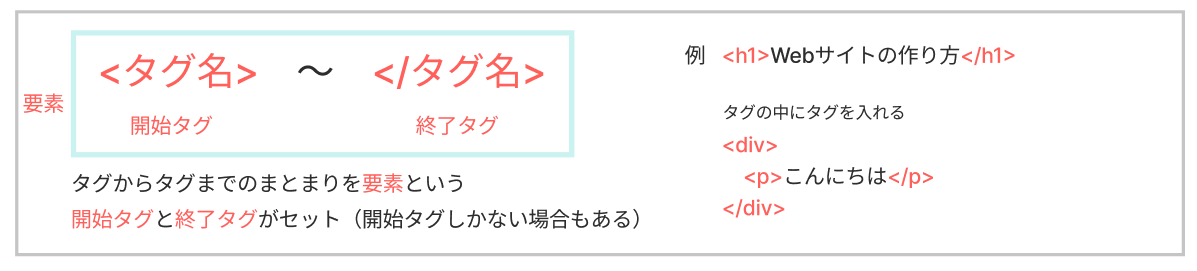 <タグ名> ～ </タグ名>
要素
開始タグ
終了タグ
タグからタグまでのまとまりを要素という
開始タグと終了タグがセット（開始タグしかない場合もある）
例 <h1>Webサイトの作り方</h1>
タグの中にタグを入れる
<div>
<p>こんにちは</p>
</div>